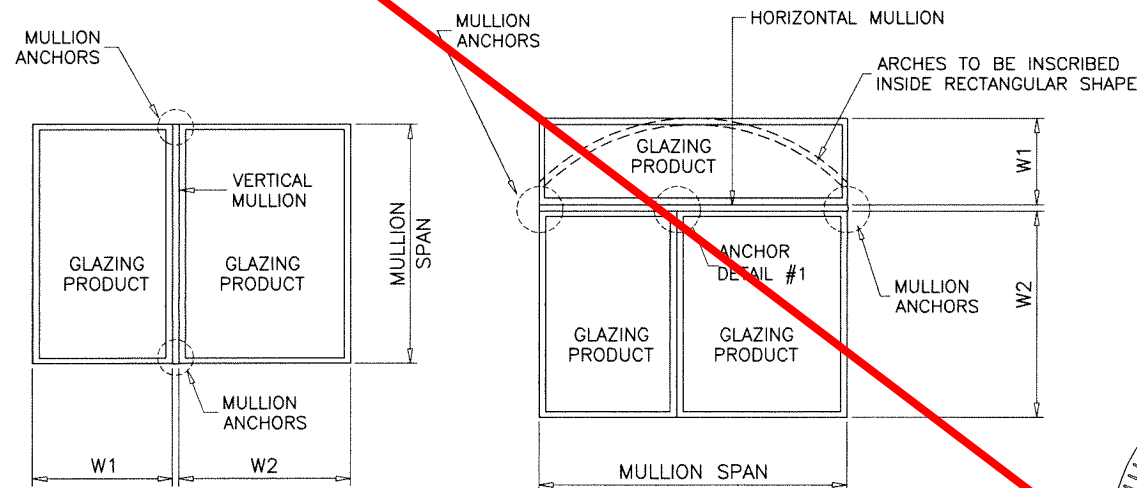 MULLION
ANCHORS
VERTICAL
MULLION
GLAZING
PRODUCT
GLAZING
PRODUCT
MULLION
SPAN
MULLION
ANCHORS
W1
W2
MULLION
ANCHORS
HORIZONTAL MULLION
ARCHES TO BE INSCRIBED
INSIDE RECTANGULAR SHAPE
GLAZING
PRODUCT
W1
ANCHOR
DETAIL #1
MULLION
ANCHORS
W2
GLAZING
PRODUCT
GLAZING
PRODUCT
MULLION SPAN